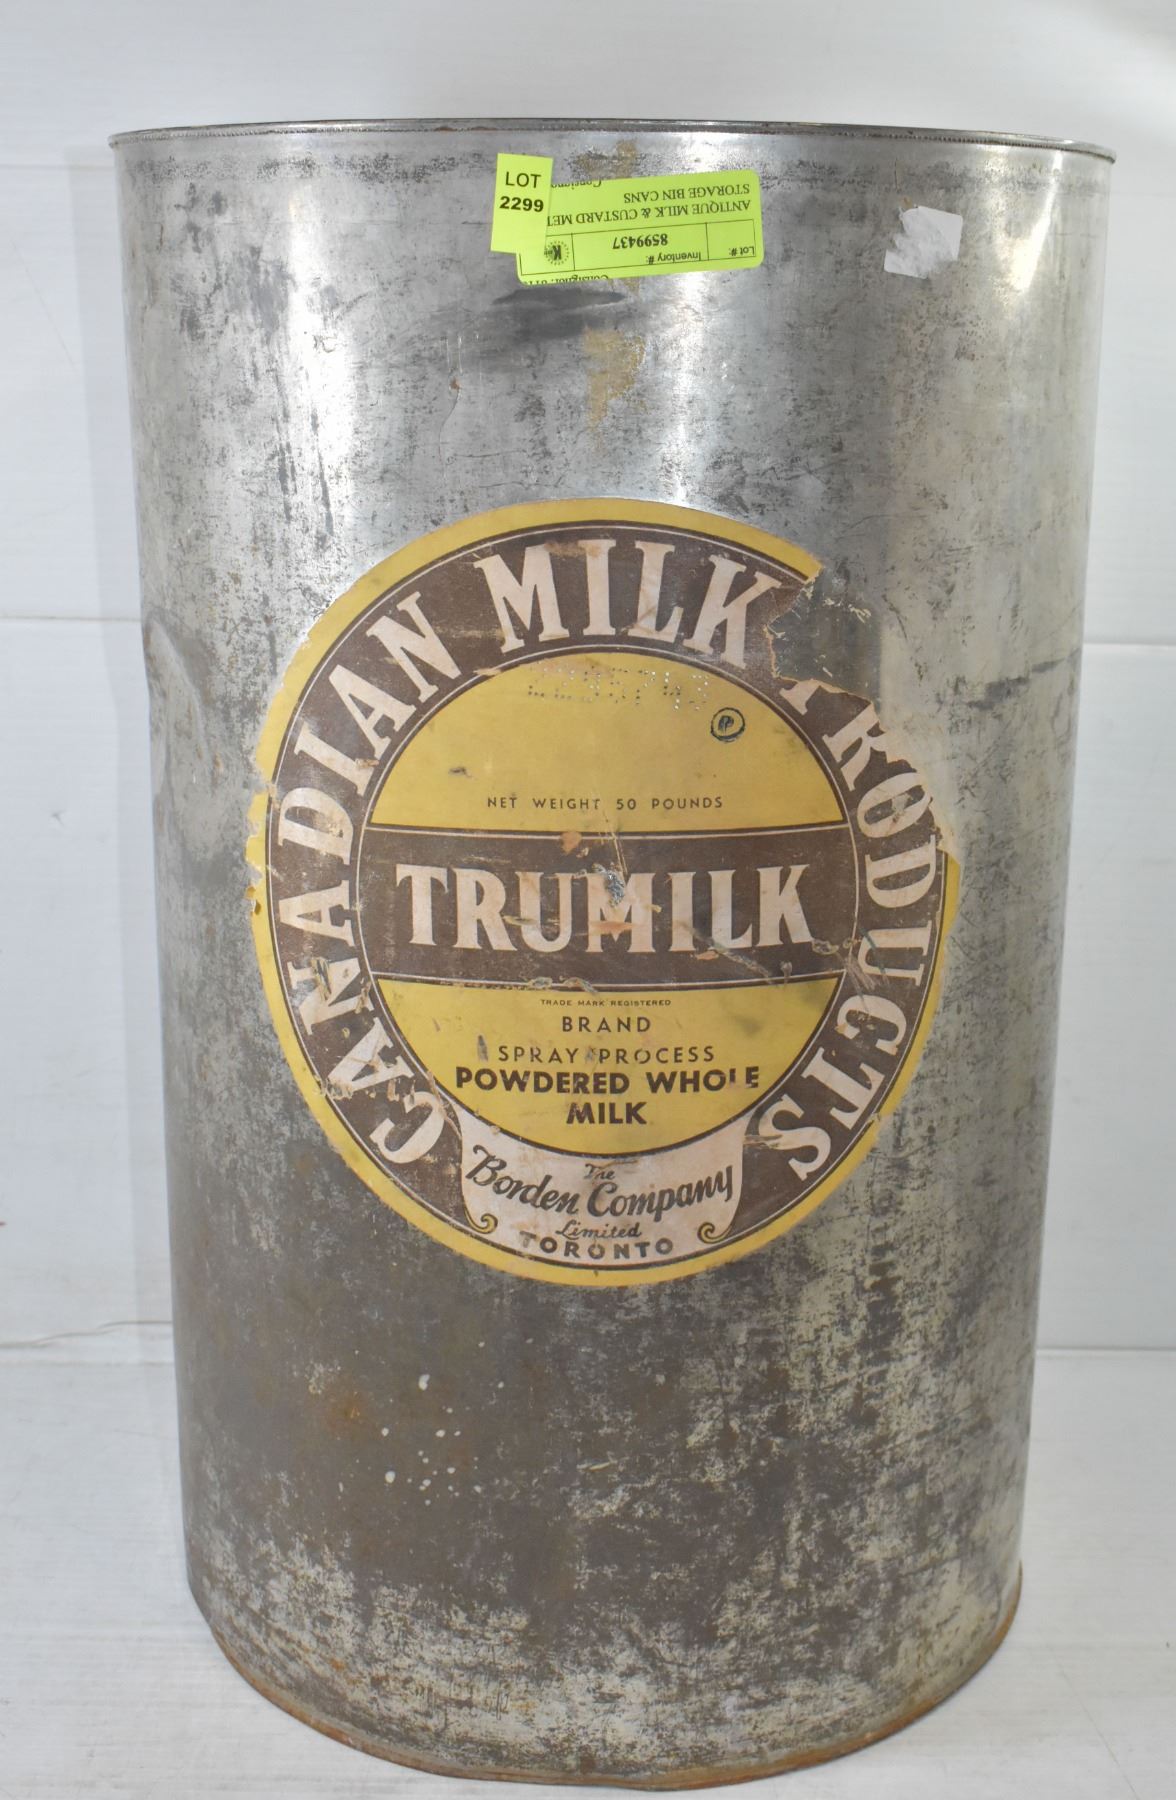 LOT
2299
Lot #:
Inventory #:
8599437
K
ANTIQUE MILK & CUSTARD MET
STORAGE BIN CANS
CANADIAN MILK PRODUCTS
P
NET WEIGHT 50 POUNDS
TRUMILK
TRADE MARK REGISTERED
BRAND
SPRAY PROCESS
POWDERED WHOLE
MILK
The
Borden Company
Limited
TORONTO